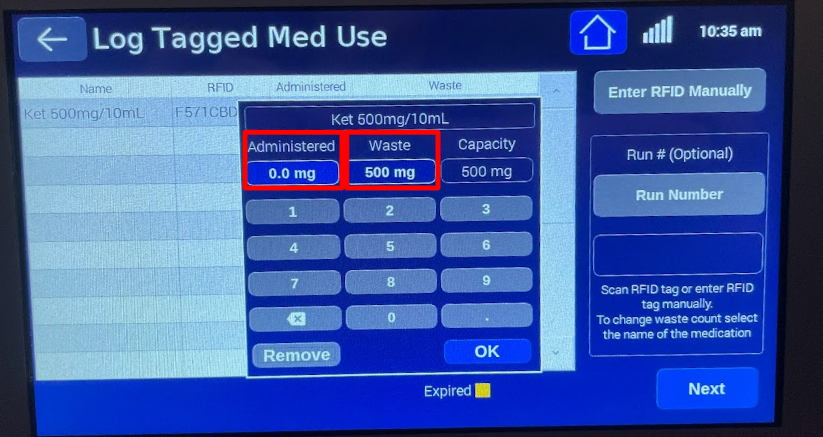 Log Tagged Med Use
10:35 am
Name RFID Administered Waste
Enter RFID Manually
Ket 500mg/10mL F571CBD
Ket 500mg/10mL
Administered Waste Capacity
0.0 mg 500 mg 500 mg
1 2 3
4 5 6
7 8 9
0 .
Remove OK
Run # (Optional)
Run Number
Scan RFID tag or enter RFID
tag manually.
To change waste count select
the name of the medication
Expired
Next